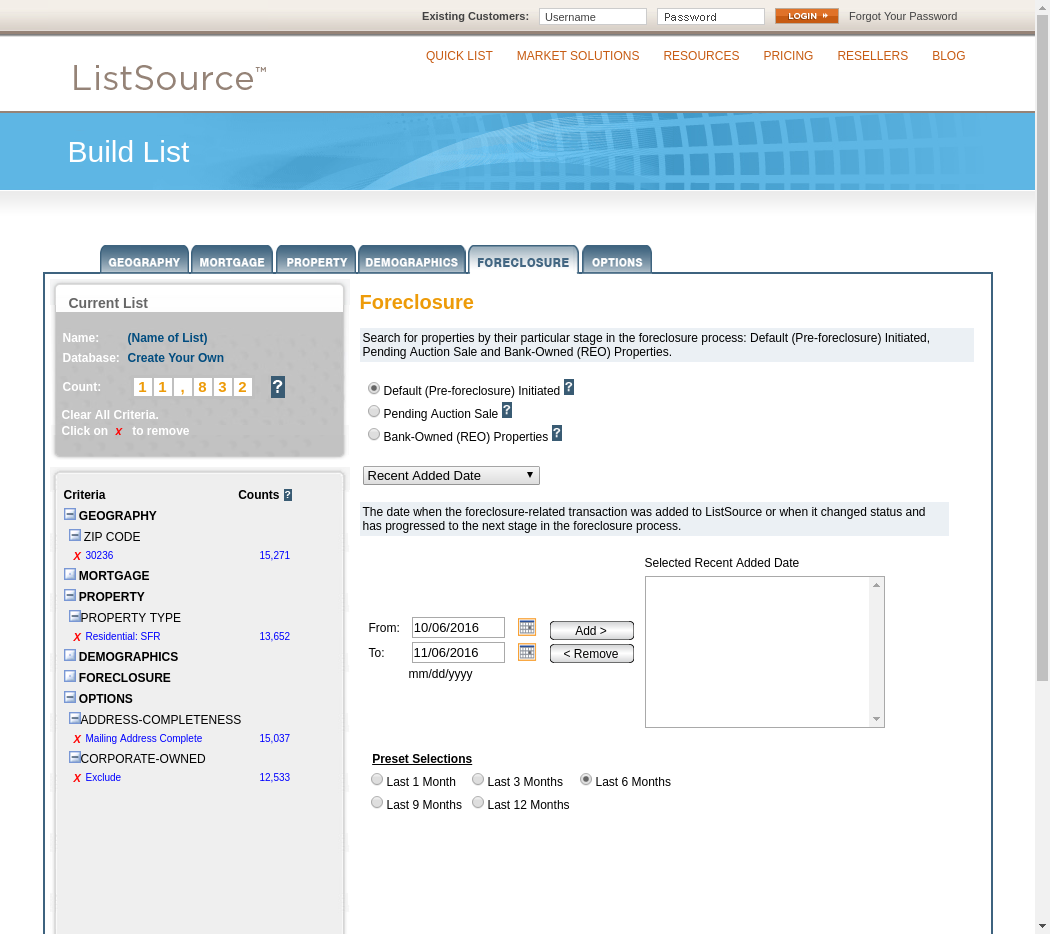 Existing Customers: Username Password LOGIN Forgot Your Password
QUICK LIST MARKET SOLUTIONS RESOURCES PRICING RESELLERS BLOG
ListSource™
Build List
GEOGRAPHY MORTGAGE PROPERTY DEMOGRAPHICS FORECLOSURE OPTIONS
Current List
Name: (Name of List)
Database: Create Your Own
Count: 11,832 ?
Clear All Criteria.
Click on x to remove
Criteria Counts ?
GEOGRAPHY
ZIP CODE
X 30236 15,271
MORTGAGE
PROPERTY
PROPERTY TYPE
X Residential: SFR 13,652
DEMOGRAPHICS
FORECLOSURE
OPTIONS
ADDRESS-COMPLETENESS
X Mailing Address Complete 15,037
CORPORATE-OWNED
X Exclude 12,533
Foreclosure
Search for properties by their particular stage in the foreclosure process: Default (Pre-foreclosure) Initiated,
Pending Auction Sale and Bank-Owned (REO) Properties.
Default (Pre-foreclosure) Initiated ?
Pending Auction Sale ?
Bank-Owned (REO) Properties ?
Recent Added Date
The date when the foreclosure-related transaction was added to ListSource or when it changed status and
has progressed to the next stage in the foreclosure process.
Selected Recent Added Date
From: 10/06/2016 Add >
To: 11/06/2016 < Remove
mm/dd/yyyy
Preset Selections
Last 1 Month Last 3 Months Last 6 Months
Last 9 Months Last 12 Months